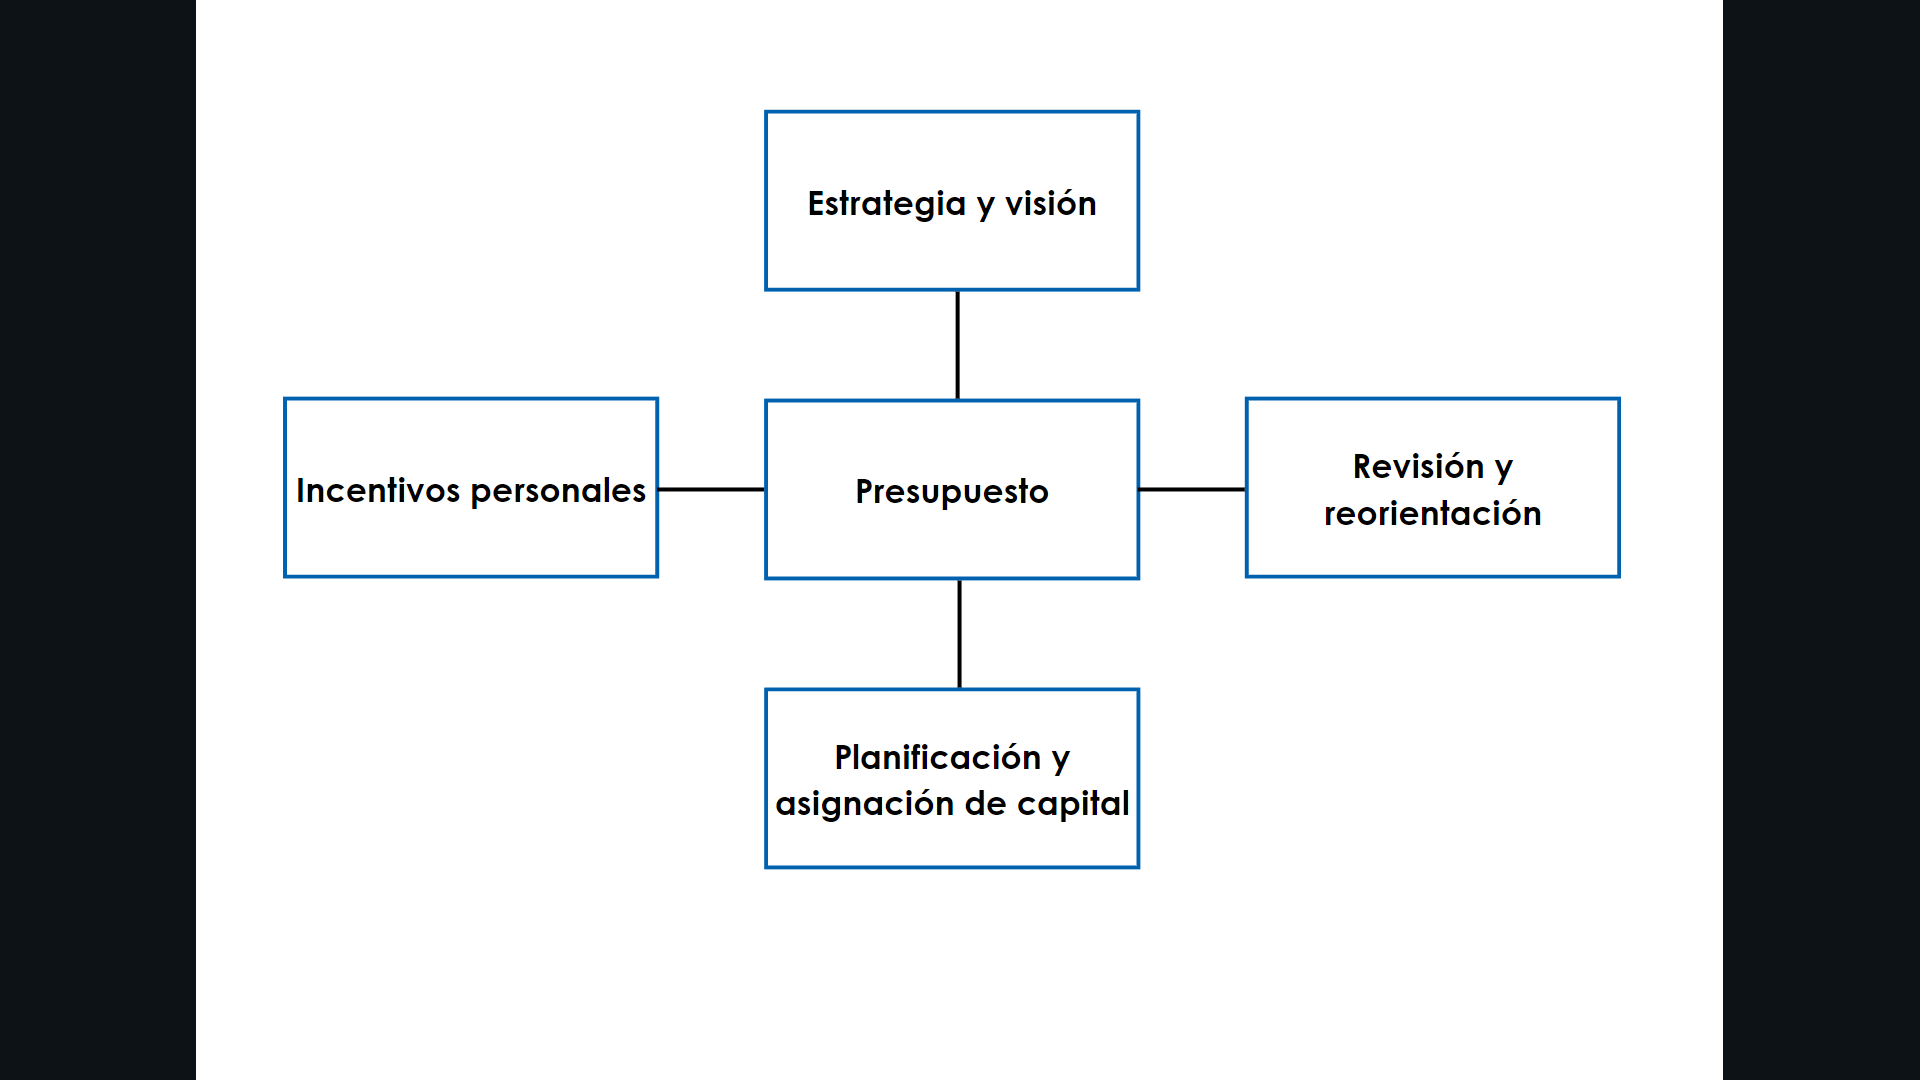 Estrategia y visión
Incentivos personales
Presupuesto
Revisión y
reorientación
Planificación y
asignación de capital